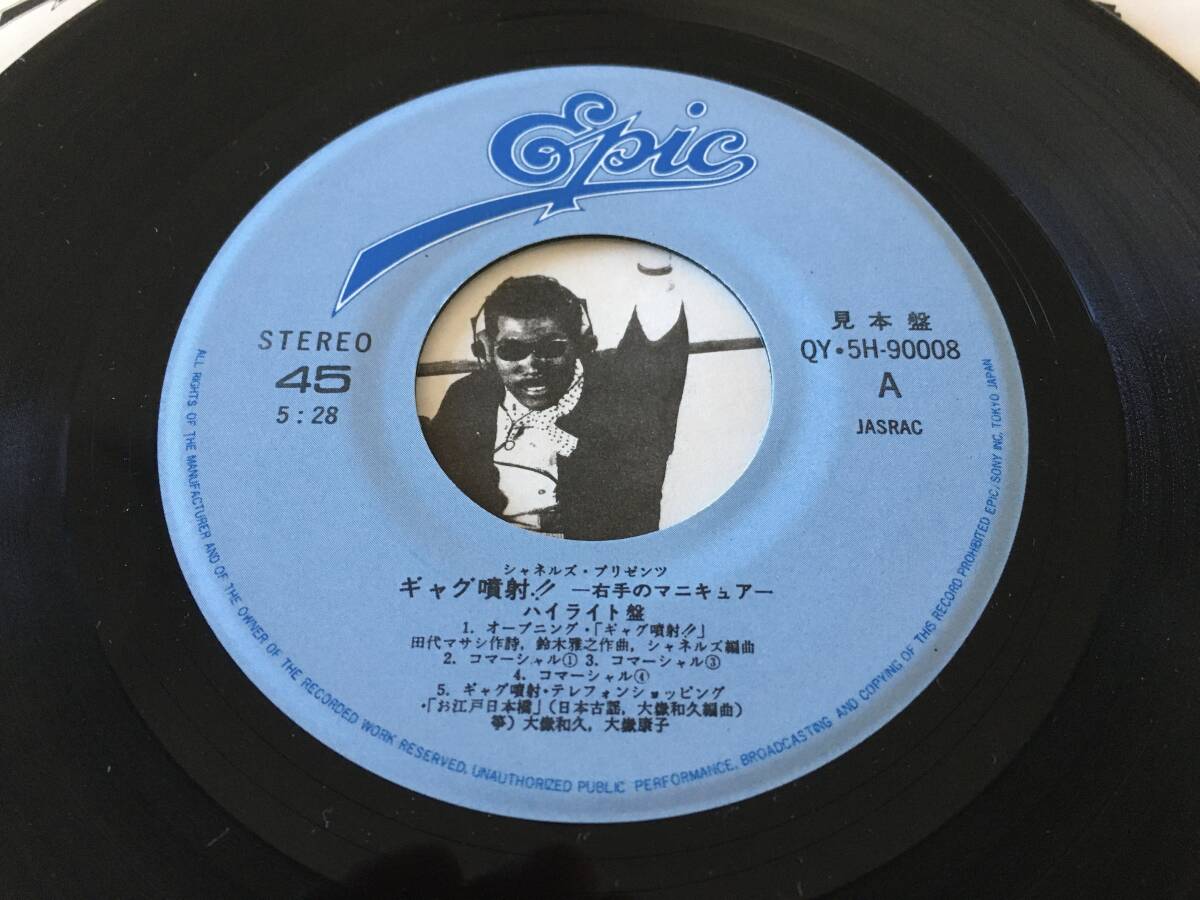 Epic
STEREO
45
5:28
見本盤
QY・5H-90008
A
JASRAC
シャネルズ・プリゼンツ
ギャグ噴射!! —右手のマニキュア—
ハイライト盤
1. オープニング・「ギャグ噴射!!」
田代マサシ作詩, 鈴木雅之作曲, シャネルズ編曲
2. コマーシャル① 3. コマーシャル③
4. コマーシャル④
5. ギャグ噴射・テレフォンショッピング
・「お江戸日本橋」(日本古謡, 大嶽和久編曲)
箏) 大嶽和久, 大嶽康子
ALL RIGHTS OF THE MANUFACTURER AND OF THE OWNER OF THE RECORDED WORK RESERVED. UNAUTHORIZED PUBLIC PERFORMANCE, BROADCASTING AND COPYING OF THIS RECORD PROHIBITED EPIC/SONY INC. TOKYO JAPAN